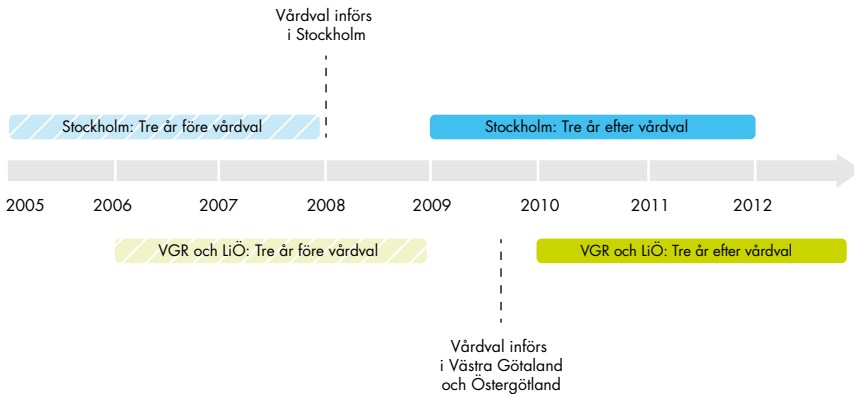 Vårdval införs
i Stockholm
Stockholm: Tre år före vårdval
Stockholm: Tre år efter vårdval
2005
2006
2007
2008
2009
2010
2011
2012
VGR och LiÖ: Tre år före vårdval
VGR och LiÖ: Tre år efter vårdval
Vårdval införs
i Västra Götaland
och Östergötland